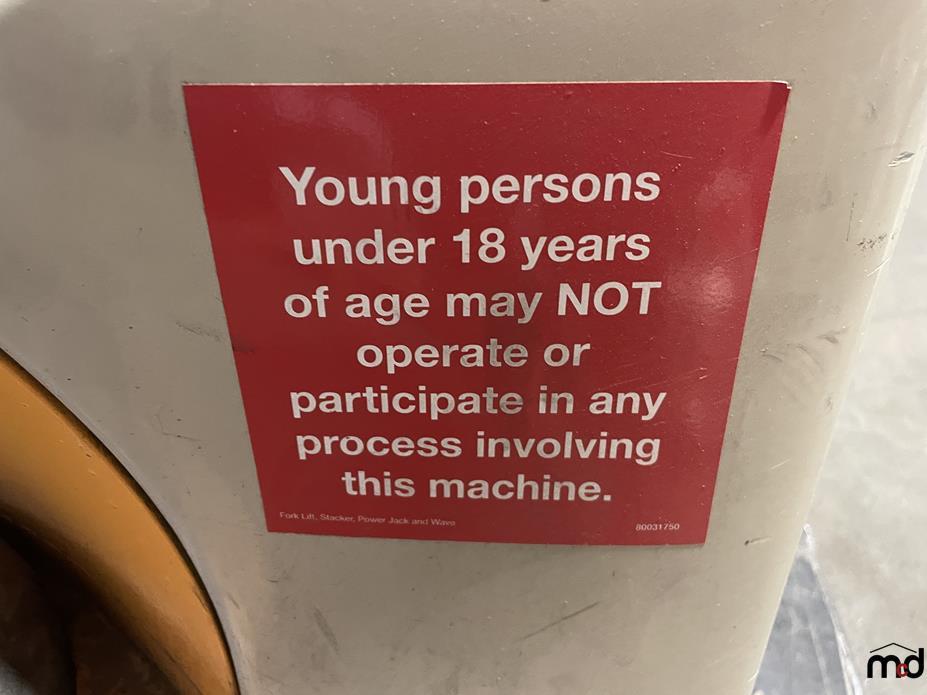 Young persons
under 18 years
of age may NOT
operate or
participate in any
process involving
this machine.
Fork Lift, Stacker, Power Jack and Wave
80031750
mcd